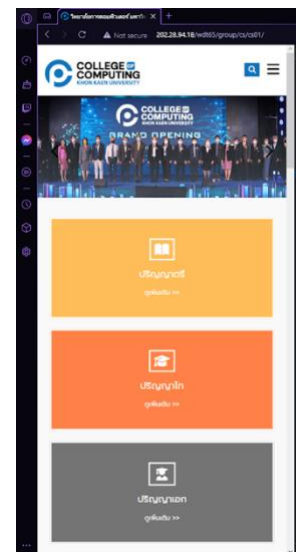 วิทยาลัยการคอมพิวเตอร์ มหาวิ
Not secure 202.28.94.18/wdt65/group/cs/cs01/
COLLEGE OF
COMPUTING
KHON KAEN UNIVERSITY
COLLEGE OF
COMPUTING
KHON KAEN UNIVERSITY
GRAND OPENING
ปริญญาตรี
ดูเพิ่มเติม >>
ปริญญาโท
ดูเพิ่มเติม >>
ปริญญาเอก
ดูเพิ่มเติม >>